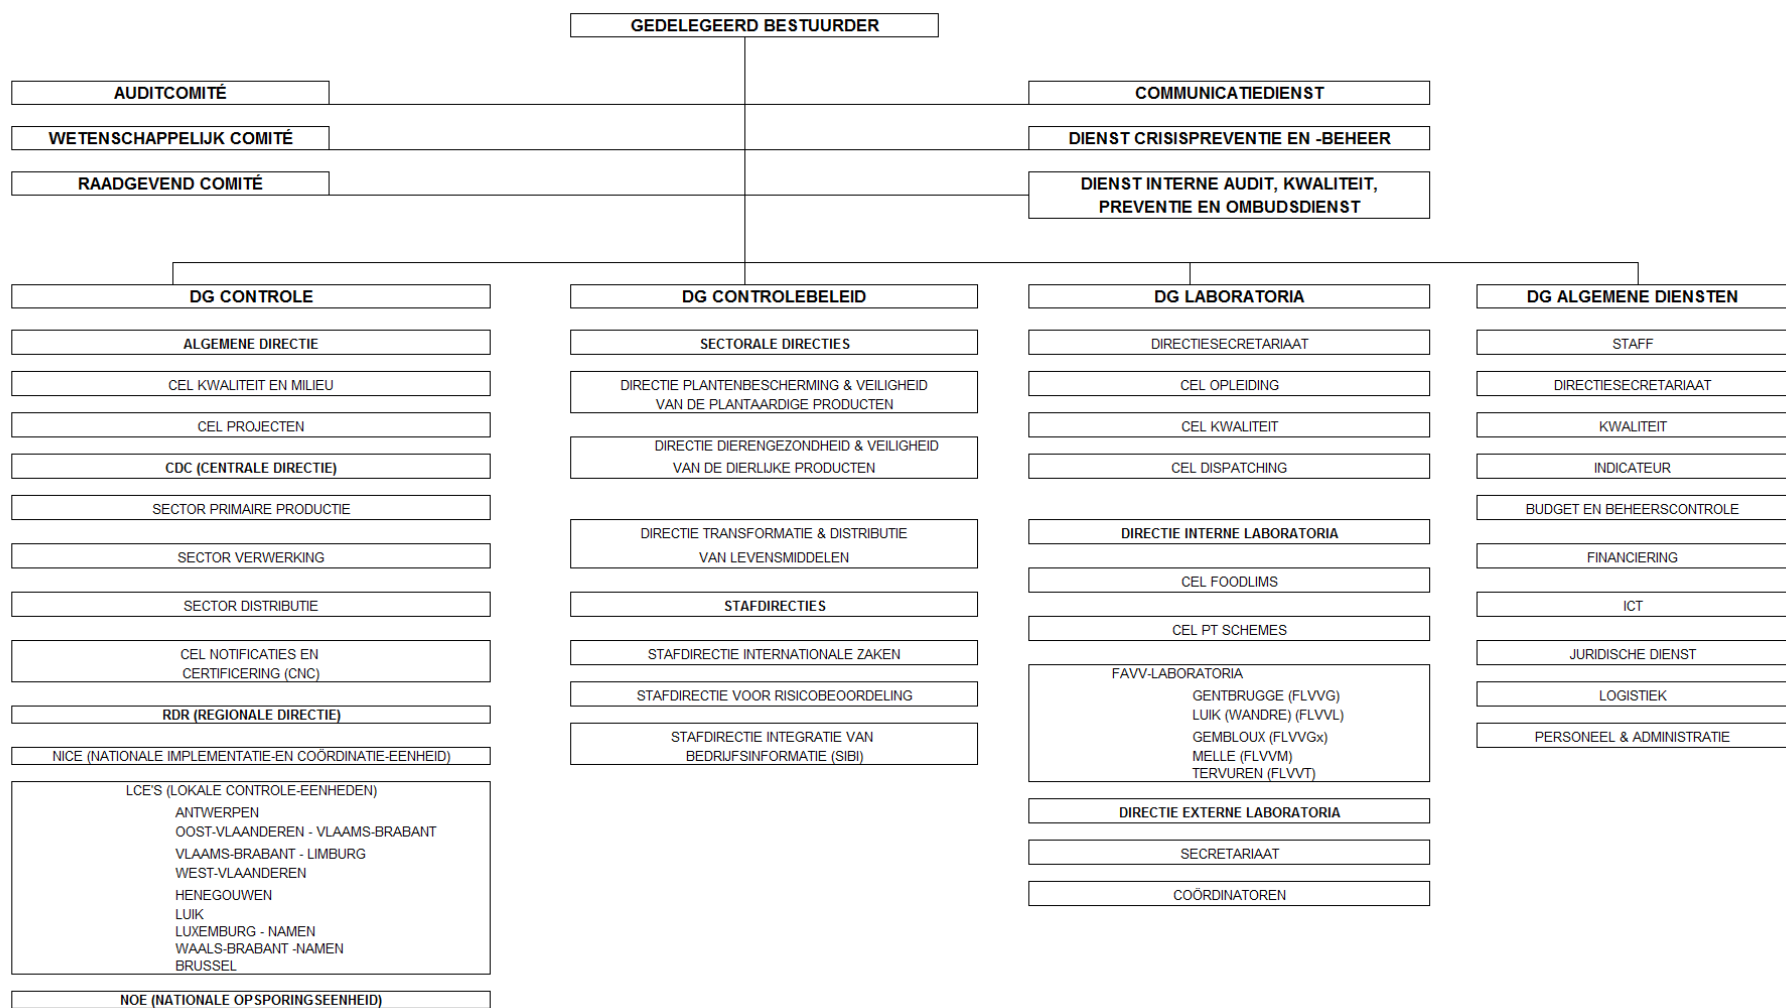 GEDELEGEERD BESTUURDER
AUDITCOMITÉ
COMMUNICATIEDIENST
WETENSCHAPPELIJK COMITÉ
DIENST CRISISPREVENTIE EN -BEHEER
RAADGEVEND COMITÉ
DIENST INTERNE AUDIT, KWALITEIT,
PREVENTIE EN OMBUDSDIENST
DG CONTROLE
ALGEMENE DIRECTIE
CEL KWALITEIT EN MILIEU
CEL PROJECTEN
CDC (CENTRALE DIRECTIE)
SECTOR PRIMAIRE PRODUCTIE
SECTOR VERWERKING
SECTOR DISTRIBUTIE
CEL NOTIFICATIES EN
CERTIFICERING (CNC)
RDR (REGIONALE DIRECTIE)
NICE (NATIONALE IMPLEMENTATIE-EN COÖRDINATIE-EENHEID)
LCE'S (LOKALE CONTROLE-EENHEDEN)
ANTWERPEN
OOST-VLAANDEREN - VLAAMS-BRABANT
VLAAMS-BRABANT - LIMBURG
WEST-VLAANDEREN
HENEGOUWEN
LUIK
LUXEMBURG - NAMEN
WAALS-BRABANT -NAMEN
BRUSSEL
NOE (NATIONALE OPSPORINGSEENHEID)
DG CONTROLEBELEID
SECTORALE DIRECTIES
DIRECTIE PLANTENBESCHERMING & VEILIGHEID
VAN DE PLANTAARDIGE PRODUCTEN
DIRECTIE DIERENGEZONDHEID & VEILIGHEID
VAN DE DIERLIJKE PRODUCTEN
DIRECTIE TRANSFORMATIE & DISTRIBUTIE
VAN LEVENSMIDDELEN
STAFDIRECTIES
STAFDIRECTIE INTERNATIONALE ZAKEN
STAFDIRECTIE VOOR RISICOBEOORDELING
STAFDIRECTIE INTEGRATIE VAN
BEDRIJFSINFORMATIE (SIBI)
DG LABORATORIA
DIRECTIESECRETARIAAT
CEL OPLEIDING
CEL KWALITEIT
CEL DISPATCHING
DIRECTIE INTERNE LABORATORIA
CEL FOODLIMS
CEL PT SCHEMES
FAVV-LABORATORIA
GENTBRUGGE (FLVVG)
LUIK (WANDRE) (FLVVL)
GEMBLOUX (FLVVGx)
MELLE (FLVVM)
TERVUREN (FLVVT)
DIRECTIE EXTERNE LABORATORIA
SECRETARIAAT
COÖRDINATOREN
DG ALGEMENE DIENSTEN
STAFF
DIRECTIESECRETARIAAT
KWALITEIT
INDICATEUR
BUDGET EN BEHEERSCONTROLE
FINANCIERING
ICT
JURIDISCHE DIENST
LOGISTIEK
PERSONEEL & ADMINISTRATIE